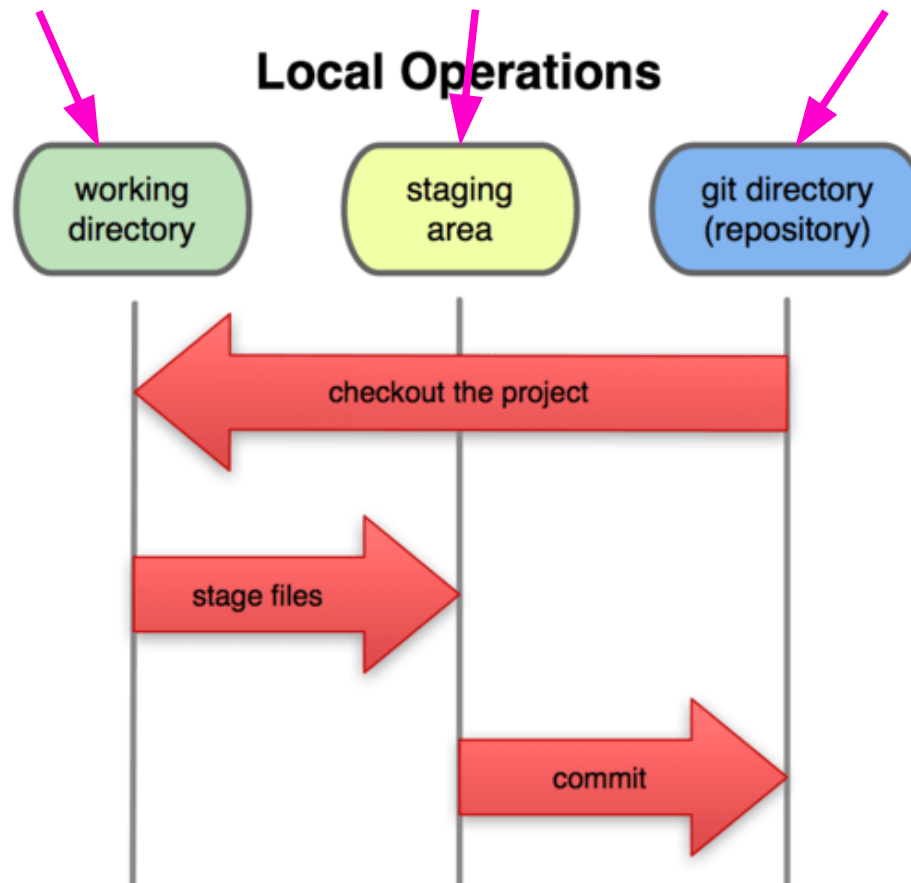 Local Operations
working
directory
staging
area
git directory
(repository)
checkout the project
stage files
commit